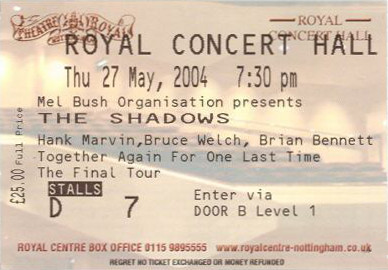 THEATRE ROYAL
ROYAL
CONCERT HALL
ROYAL CONCERT HALL
Thu 27 May, 2004 7:30 pm
Mel Bush Organisation presents
THE SHADOWS
Hank Marvin,Bruce Welch, Brian Bennett
Together Again For One Last Time
The Final Tour
£25.00 Full Price
STALLS
D 7
Enter via
DOOR B Level 1
ROYAL CENTRE BOX OFFICE 0115 9895555 www.royalcentre-nottingham.co.uk
REGRET NO TICKET EXCHANGED OR MONEY REFUNDED